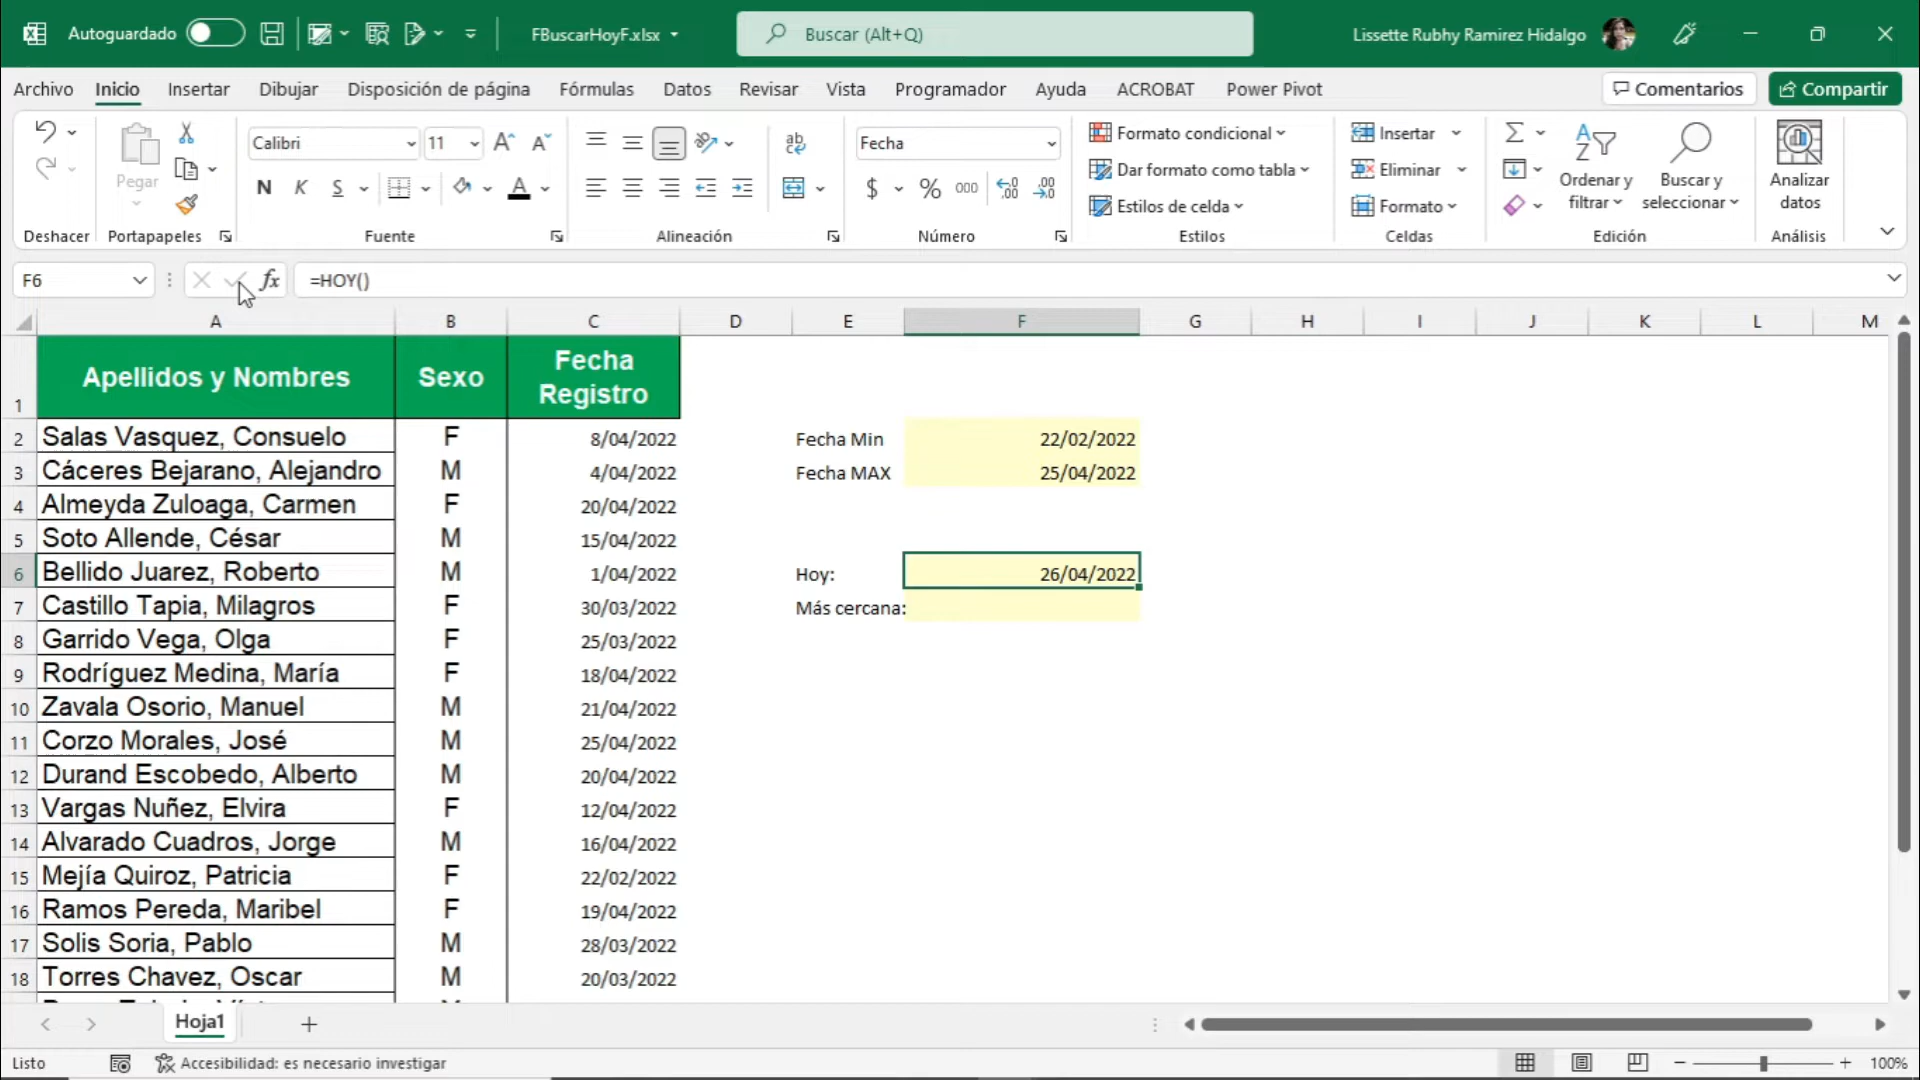 Autoguardado
FBuscarHoyF.xlsx
Buscar (Alt+Q)
Lissette Rubhy Ramirez Hidalgo
Archivo Inicio Insertar Dibujar Disposición de página Fórmulas Datos Revisar Vista Programador Ayuda ACROBAT Power Pivot Comentarios Compartir
Pegar
Calibri 11
N K S A
ab
Fecha
$ % 000
Formato condicional
Dar formato como tabla
Estilos de celda
Insertar
Eliminar
Formato
Ordenar y filtrar
Buscar y seleccionar
Analizar datos
Deshacer Portapapeles Fuente Alineación Número Estilos Celdas Edición Análisis
F6 fx =HOY()
A B C D E F G H I J K L M
1 Apellidos y Nombres Sexo Fecha Registro
2 Salas Vasquez, Consuelo F 8/04/2022 Fecha Min 22/02/2022
3 Cáceres Bejarano, Alejandro M 4/04/2022 Fecha MAX 25/04/2022
4 Almeyda Zuloaga, Carmen F 20/04/2022
5 Soto Allende, César M 15/04/2022
6 Bellido Juarez, Roberto M 1/04/2022 Hoy: 26/04/2022
7 Castillo Tapia, Milagros F 30/03/2022 Más cercana:
8 Garrido Vega, Olga F 25/03/2022
9 Rodríguez Medina, María F 18/04/2022
10 Zavala Osorio, Manuel M 21/04/2022
11 Corzo Morales, José M 25/04/2022
12 Durand Escobedo, Alberto M 20/04/2022
13 Vargas Nuñez, Elvira F 12/04/2022
14 Alvarado Cuadros, Jorge M 16/04/2022
15 Mejía Quiroz, Patricia F 22/02/2022
16 Ramos Pereda, Maribel F 19/04/2022
17 Solis Soria, Pablo M 28/03/2022
18 Torres Chavez, Oscar M 20/03/2022
Hoja1
Listo Accesibilidad: es necesario investigar 100%